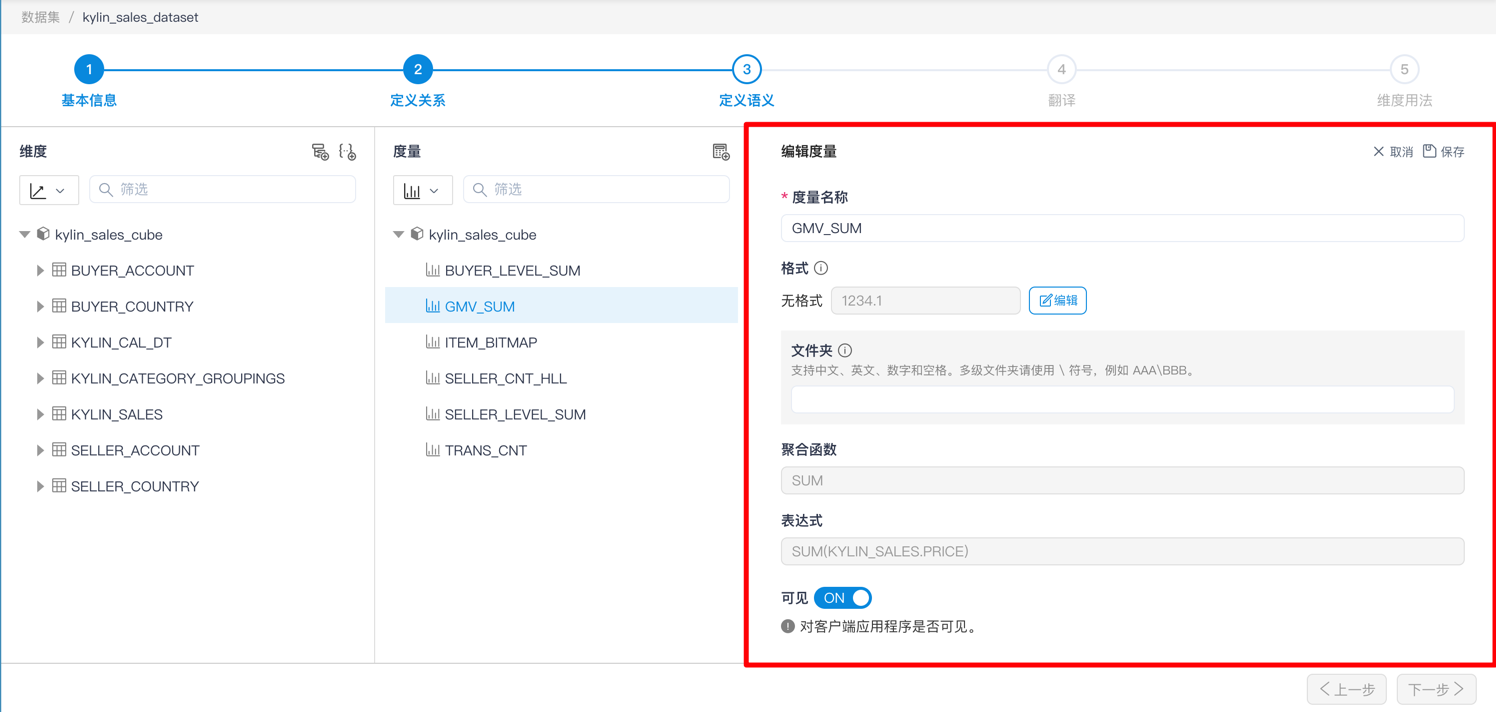 数据集 / kylin_sales_dataset
1 2 3 4 5
基本信息 定义关系 定义语义 翻译 维度用法
维度
筛选
kylin_sales_cube
BUYER_ACCOUNT
BUYER_COUNTRY
KYLIN_CAL_DT
KYLIN_CATEGORY_GROUPINGS
KYLIN_SALES
SELLER_ACCOUNT
SELLER_COUNTRY
度量
筛选
kylin_sales_cube
BUYER_LEVEL_SUM
GMV_SUM
ITEM_BITMAP
SELLER_CNT_HLL
SELLER_LEVEL_SUM
TRANS_CNT
编辑度量 取消 保存
* 度量名称
GMV_SUM
格式
无格式 1234.1 编辑
文件夹
支持中文、英文、数字和空格。多级文件夹请使用 \ 符号，例如 AAA\BBB。
聚合函数
SUM
表达式
SUM(KYLIN_SALES.PRICE)
可见 ON
对客户端应用程序是否可见。
上一步 下一步